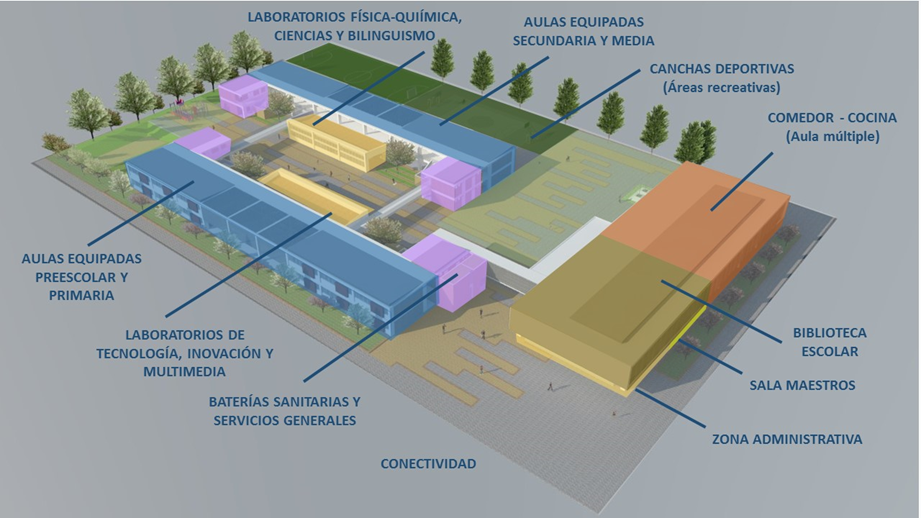 LABORATORIOS FÍSICA-QUIÍMICA,
CIENCIAS Y BILINGUISMO
AULAS EQUIPADAS
SECUNDARIA Y MEDIA
CANCHAS DEPORTIVAS
(Áreas recreativas)
COMEDOR - COCINA
(Aula múltiple)
AULAS EQUIPADAS
PREESCOLAR Y
PRIMARIA
LABORATORIOS DE
TECNOLOGÍA, INOVACIÓN Y
MULTIMEDIA
BATERÍAS SANITARIAS Y
SERVICIOS GENERALES
BIBLIOTECA
ESCOLAR
SALA MAESTROS
ZONA ADMINISTRATIVA
CONECTIVIDAD